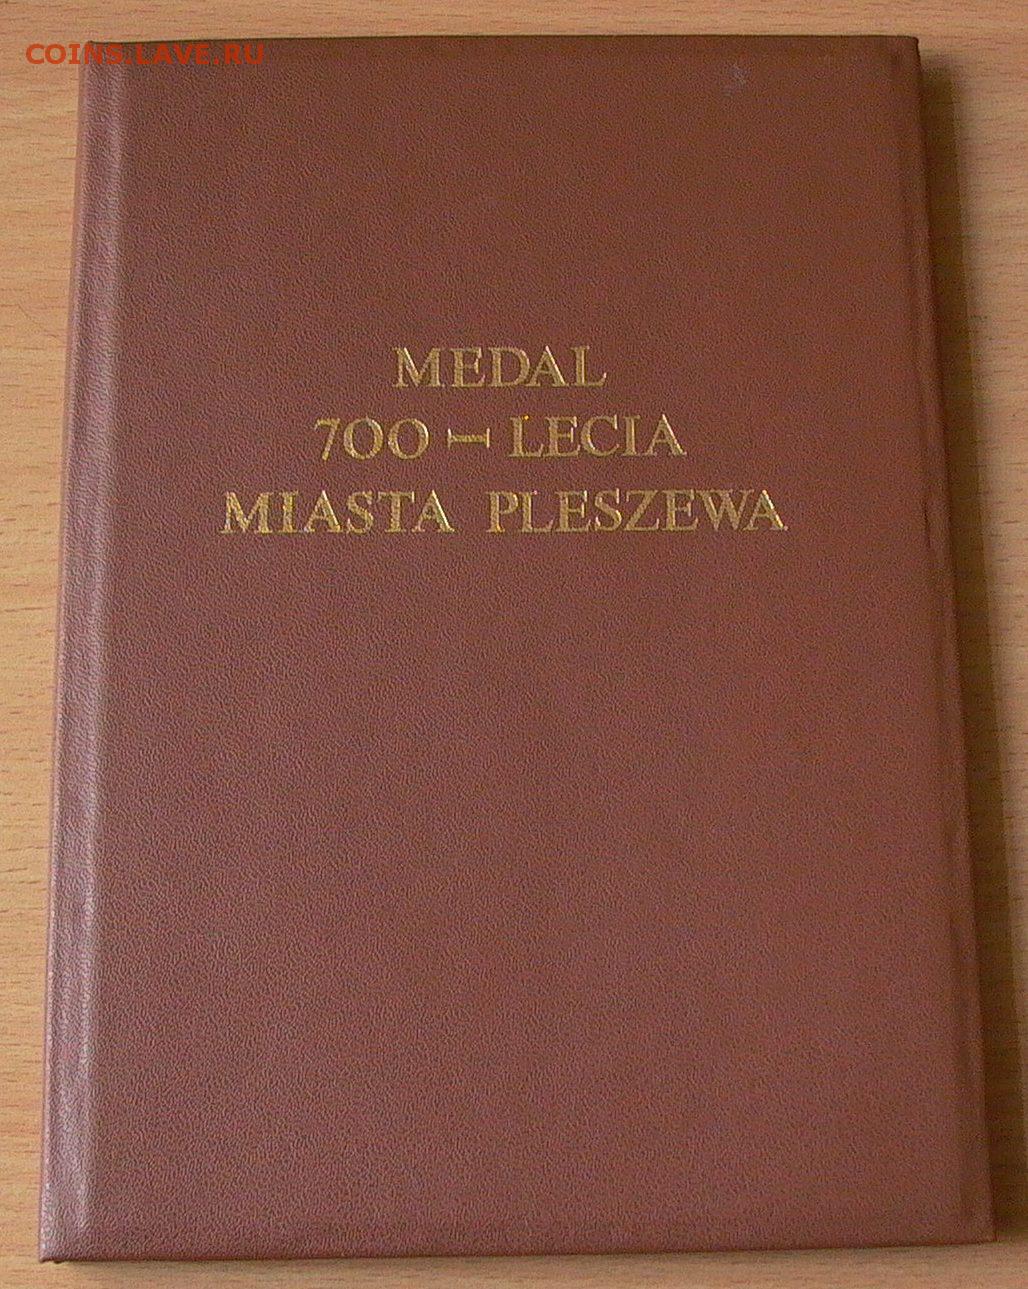 COINS.LAVE.RU
MEDAL
700 - LECIA
MIASTA PLESZEWA